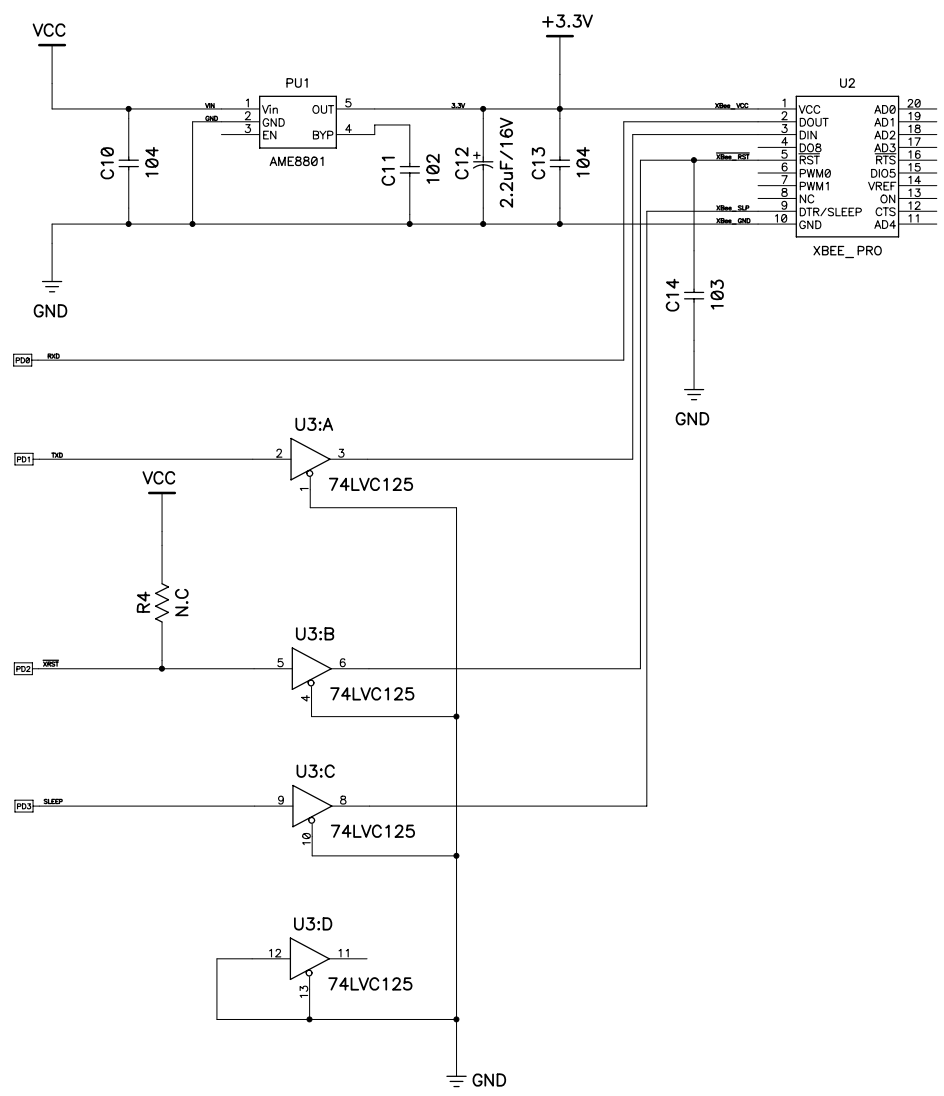 VCC
+3.3V
PU1
U2
VIN
1
Vin
OUT
5
3.3V
XBee_VCC
1
VCC
AD0
20
GND
2
GND
2
DOUT
AD1
19
3
EN
BYP
4
3
DIN
AD2
18
4
DO8
AD3
17
AME8801
XBee_RST
5
RST
RTS
16
6
PWM0
DIO5
15
7
PWM1
VREF
14
8
NC
ON
13
XBee_SLP
9
DTR/SLEEP
CTS
12
XBee_GND
10
GND
AD4
11
XBEE_PRO
C10
104
C11
102
C12
+
2.2uF/16V
C13
104
C14
103
GND
GND
PD0
RXD
U3:A
PD1
TXD
2
3
1
74LVC125
VCC
R4
N.C
U3:B
PD2
XRST
5
6
4
74LVC125
U3:C
PD3
SLEEP
9
8
10
74LVC125
U3:D
12
11
13
74LVC125
GND